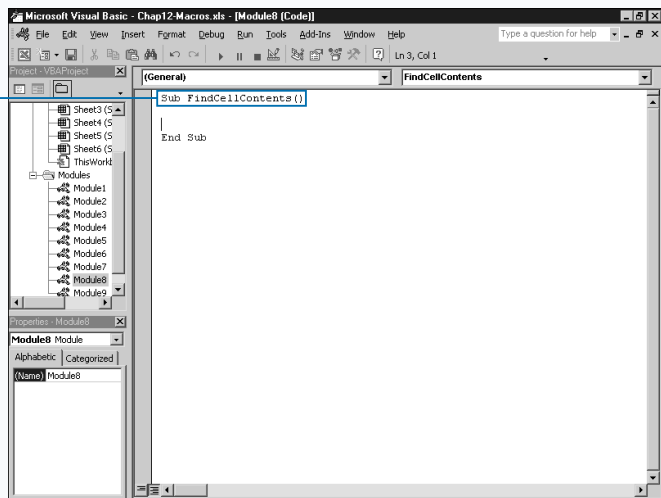 Microsoft Visual Basic - Chap12-Macros.xls - [Module8 (Code)]
File Edit View Insert Format Debug Run Tools Add-Ins Window Help
Type a question for help
Ln 3, Col 1
Project - VBAProject
(General)
FindCellContents
Sub FindCellContents()
End Sub
Sheet3 (S
Sheet4 (S
Sheet5 (S
Sheet6 (S
ThisWorkb
Modules
Module1
Module2
Module3
Module4
Module5
Module6
Module7
Module8
Module9
Properties - Module8
Module8 Module
Alphabetic Categorized
(Name) Module8